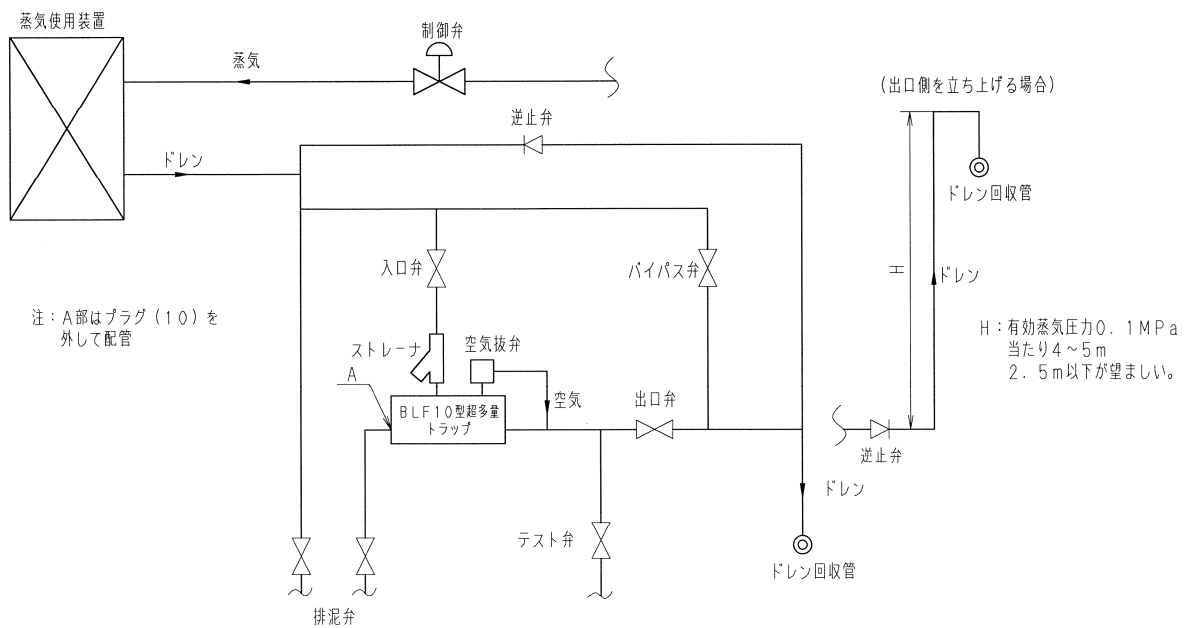 蒸気使用装置
制御弁
蒸気
(出口側を立ち上げる場合)
逆止弁
ドレン
ドレン回収管
入口弁
バイパス弁
H
ドレン
注：A部はプラグ(10)を
外して配管
H：有効蒸気圧力0.1MPa
当たり4～5m
2.5m以下が望ましい。
ストレーナ
空気抜弁
A
空気
出口弁
BLF10型超多量
トラップ
逆止弁
ドレン
テスト弁
ドレン回収管
排泥弁